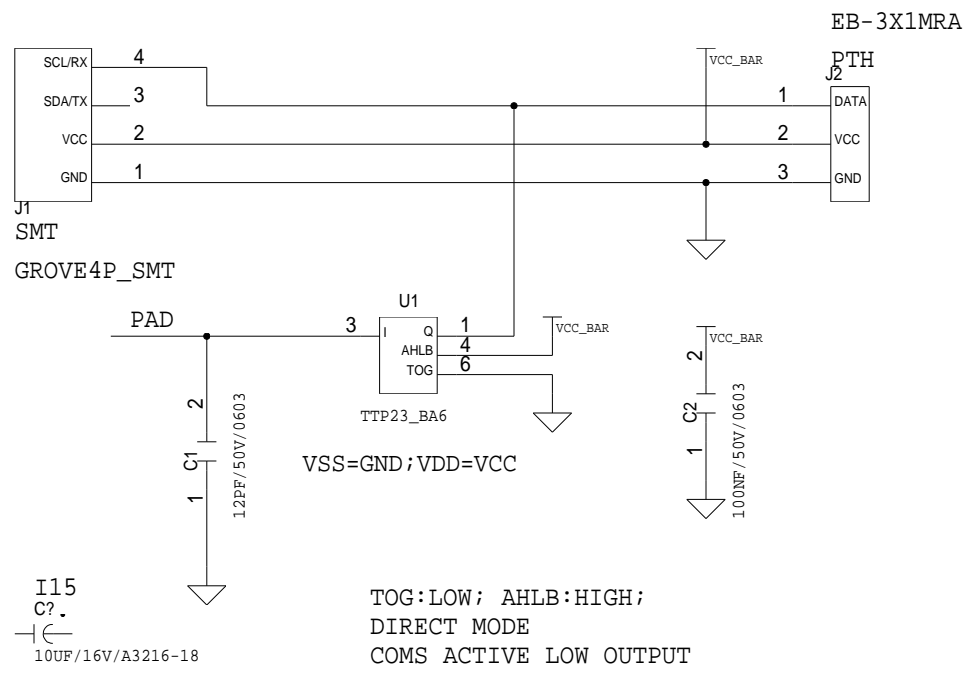 EB-3X1MRA
PTH
J2
SCL/RX 4
SDA/TX 3
VCC 2
GND 1
J1
SMT
GROVE4P_SMT
VCC_BAR
1 DATA
2 VCC
3 GND
PAD
U1
3 I Q 1
AHLB 4
TOG 6
TTP23_BA6
VCC_BAR
VSS=GND;VDD=VCC
2
C1
1
12PF/50V/0603
VCC_BAR
2
C2
1
100NF/50V/0603
I15
C?
10UF/16V/A3216-18
TOG:LOW; AHLB:HIGH;
DIRECT MODE
COMS ACTIVE LOW OUTPUT